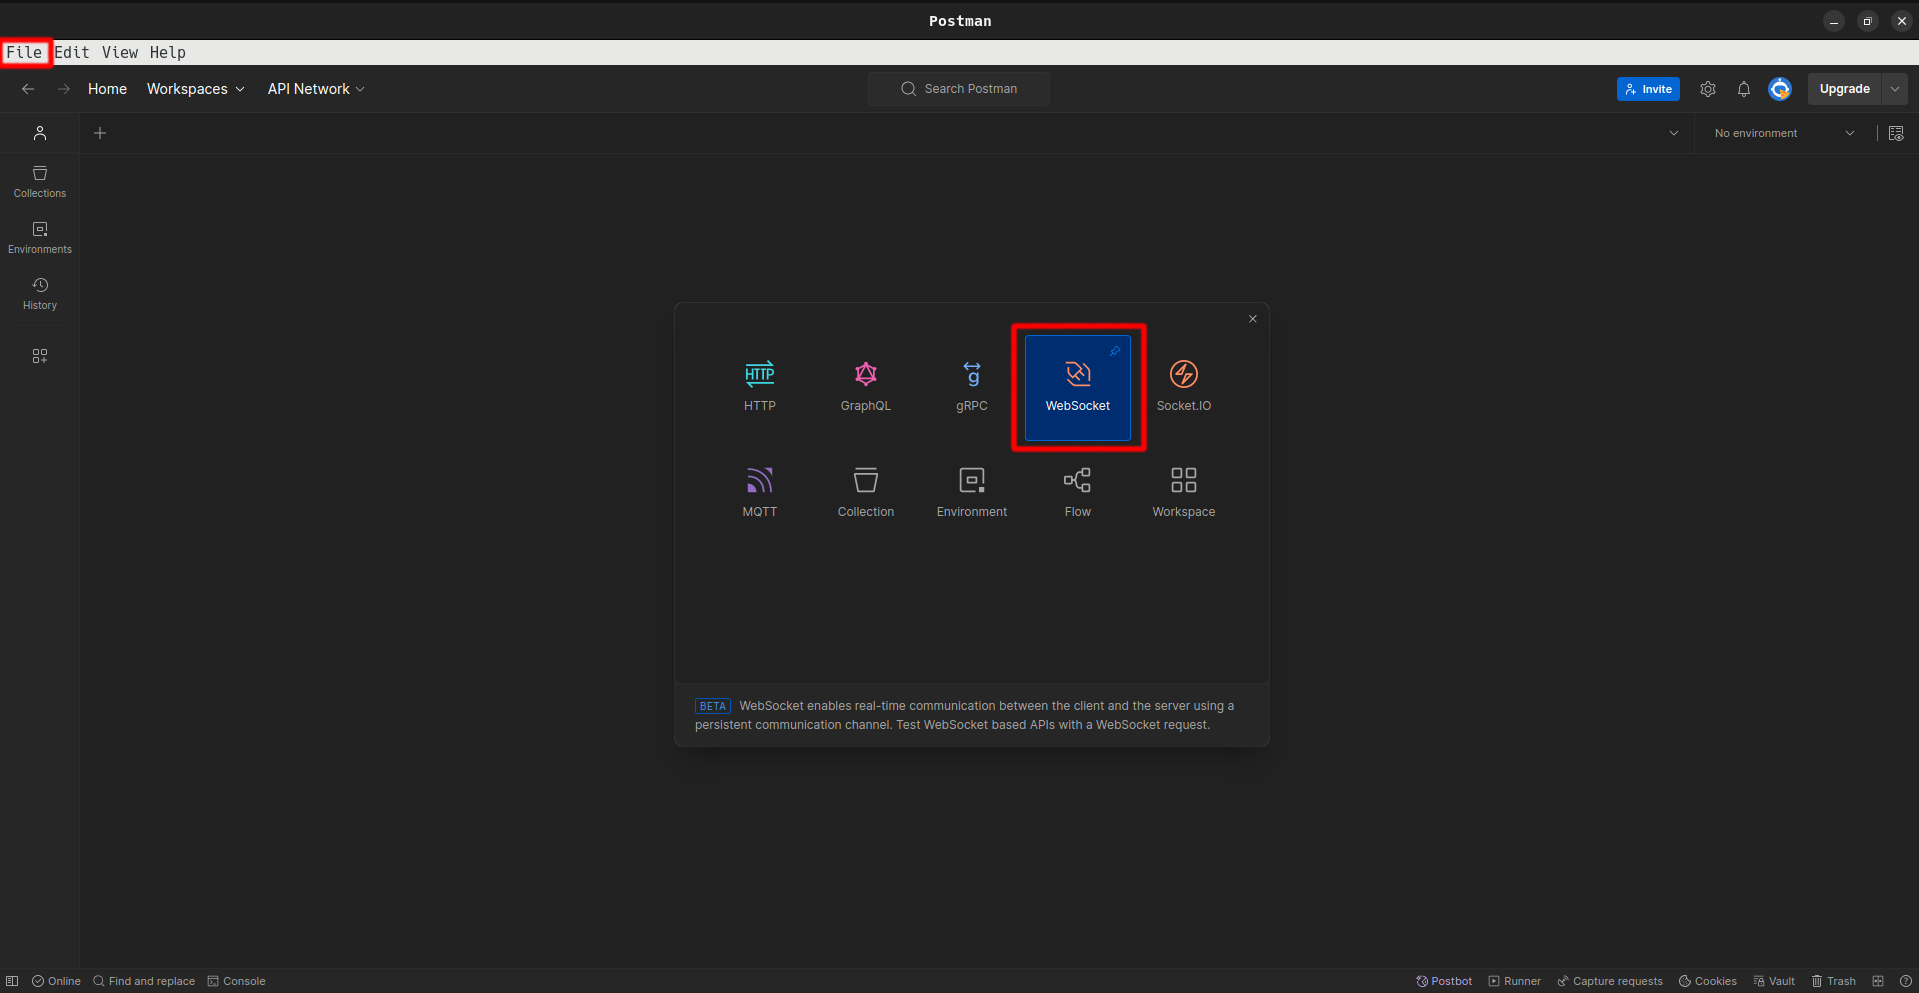 Postman
File Edit View Help
Home Workspaces API Network Search Postman Invite Upgrade
No environment
Collections
Environments
History
HTTP GraphQL g gRPC WebSocket Socket.IO
HTTP
MQTT Collection Environment Flow Workspace
BETA WebSocket enables real-time communication between the client and the server using a
persistent communication channel. Test WebSocket based APIs with a WebSocket request.
Online Find and replace Console Postbot Runner Capture requests Cookies Vault Trash